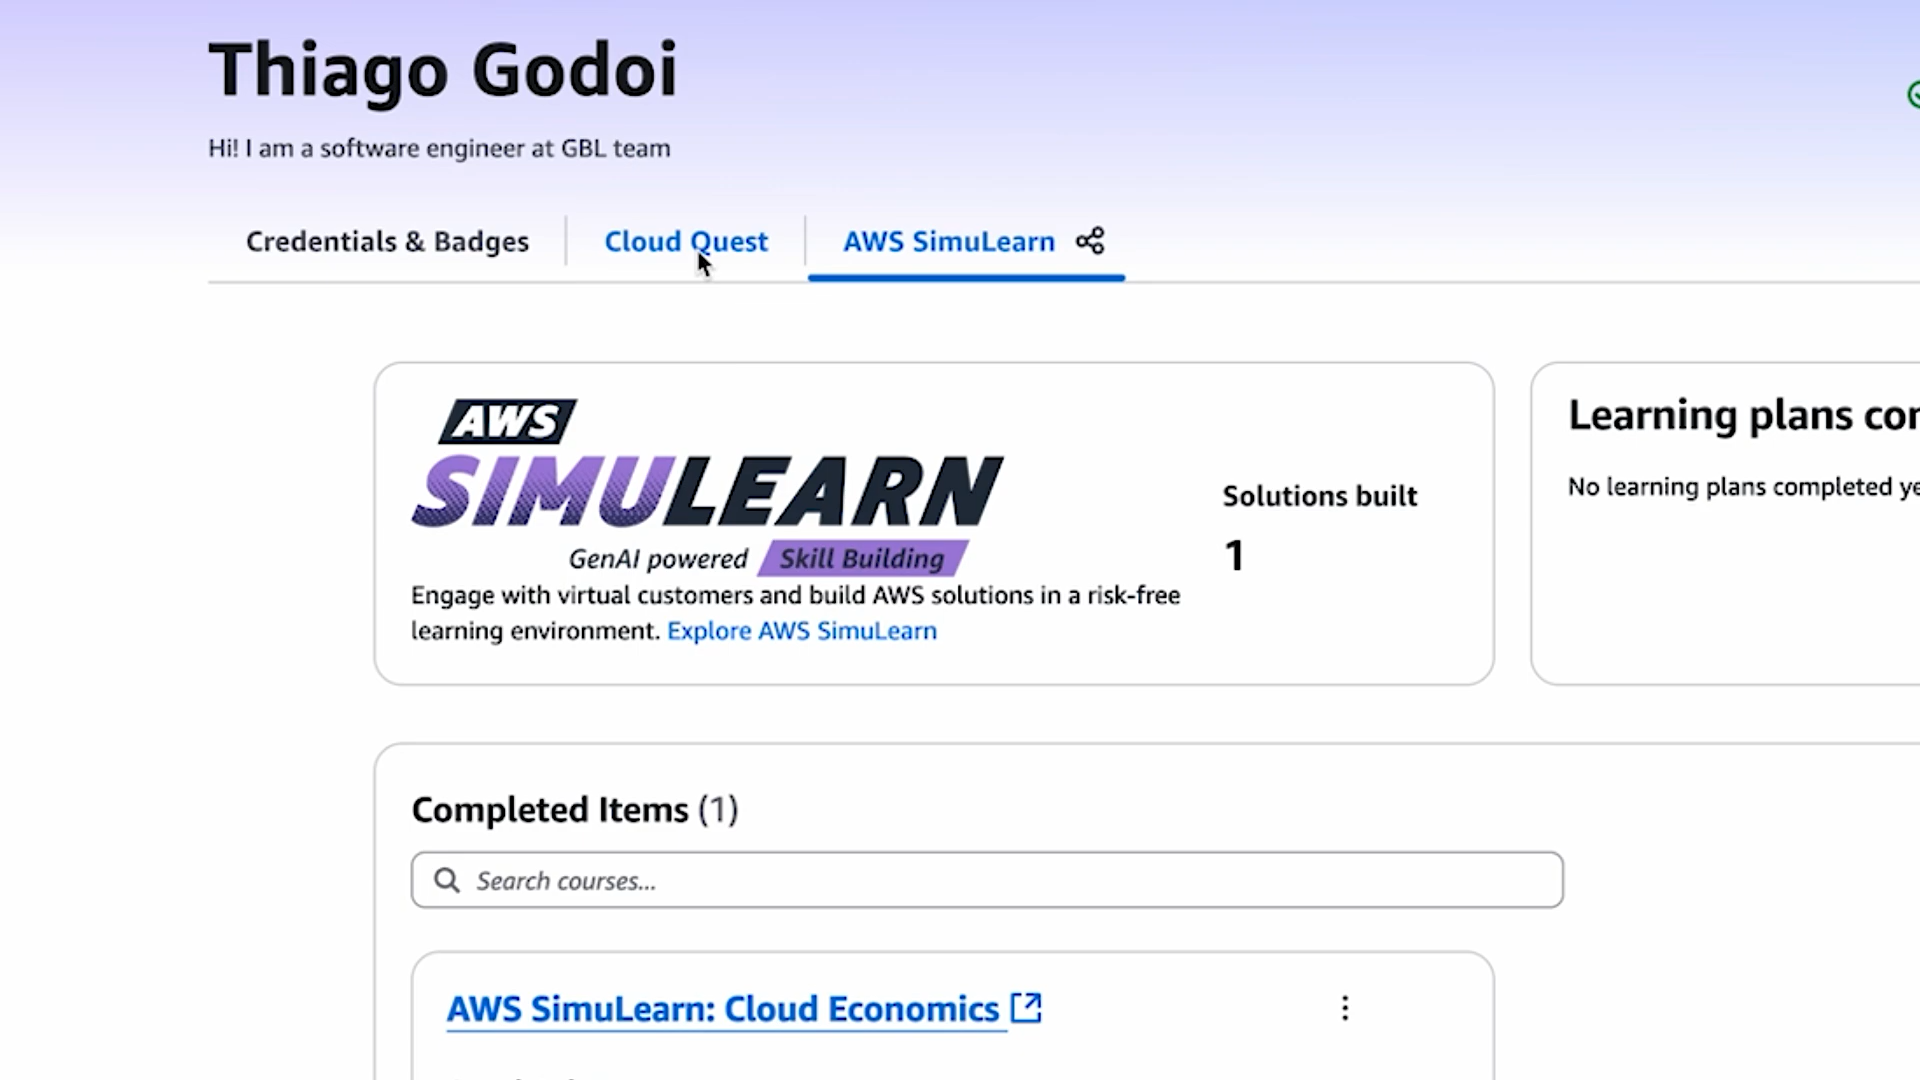 Thiago Godoi
Hi! I am a software engineer at GBL team
Credentials & Badges
Cloud Quest
AWS SimuLearn
AWS
SIMULEARN
GenAI powered Skill Building
Engage with virtual customers and build AWS solutions in a risk-free
learning environment. Explore AWS SimuLearn
Solutions built
1
Learning plans
No learning plans completed
Completed Items (1)
Search courses...
AWS SimuLearn: Cloud Economics